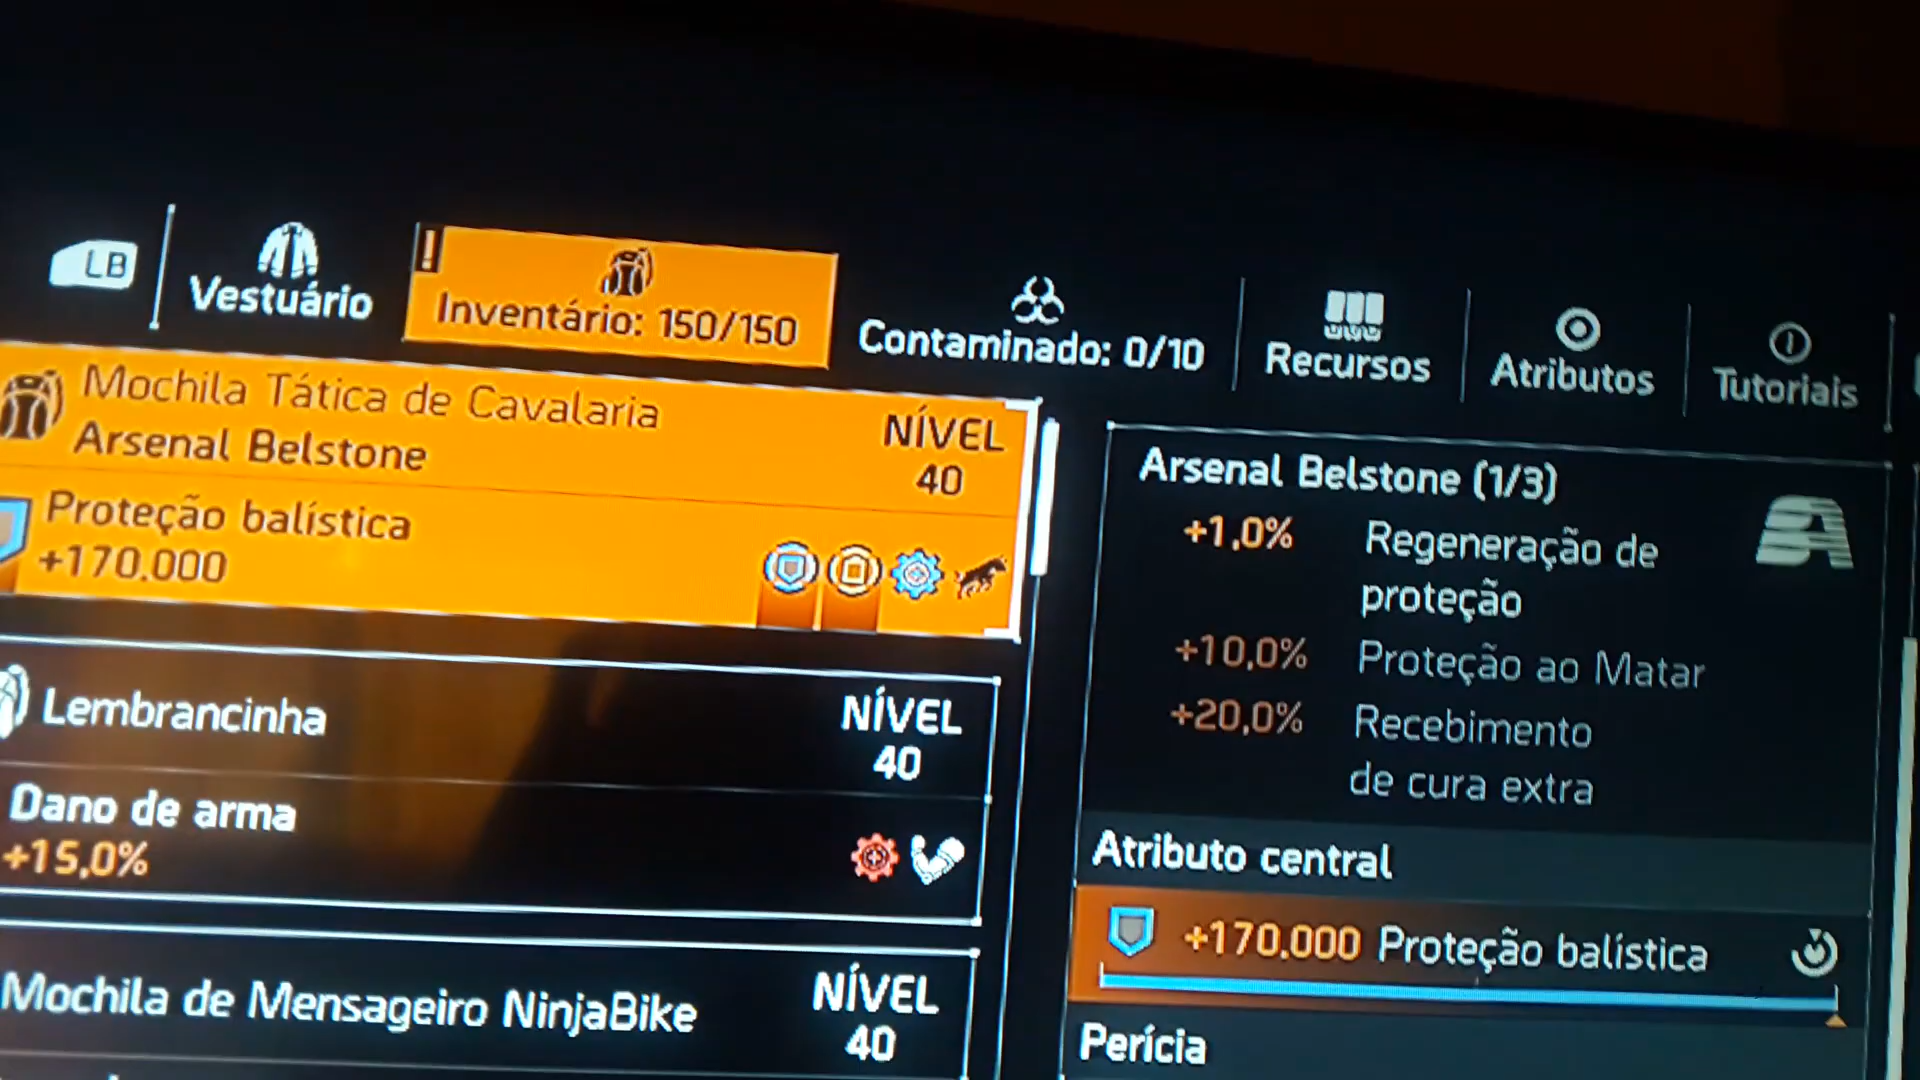 LB
Vestuário
Inventário: 150/150
Contaminado: 0/10
Recursos
Atributos
Tutoriais
Mochila Tática de Cavalaria
Arsenal Belstone
NÍVEL
40
Proteção balística
+170.000
Lembrancinha
NÍVEL
40
Dano de arma
+15,0%
Mochila de Mensageiro NinjaBike
NÍVEL
40
Arsenal Belstone (1/3)
+1,0% Regeneração de
proteção
+10,0% Proteção ao Matar
+20,0% Recebimento
de cura extra
Atributo central
+170.000 Proteção balística
Perícia